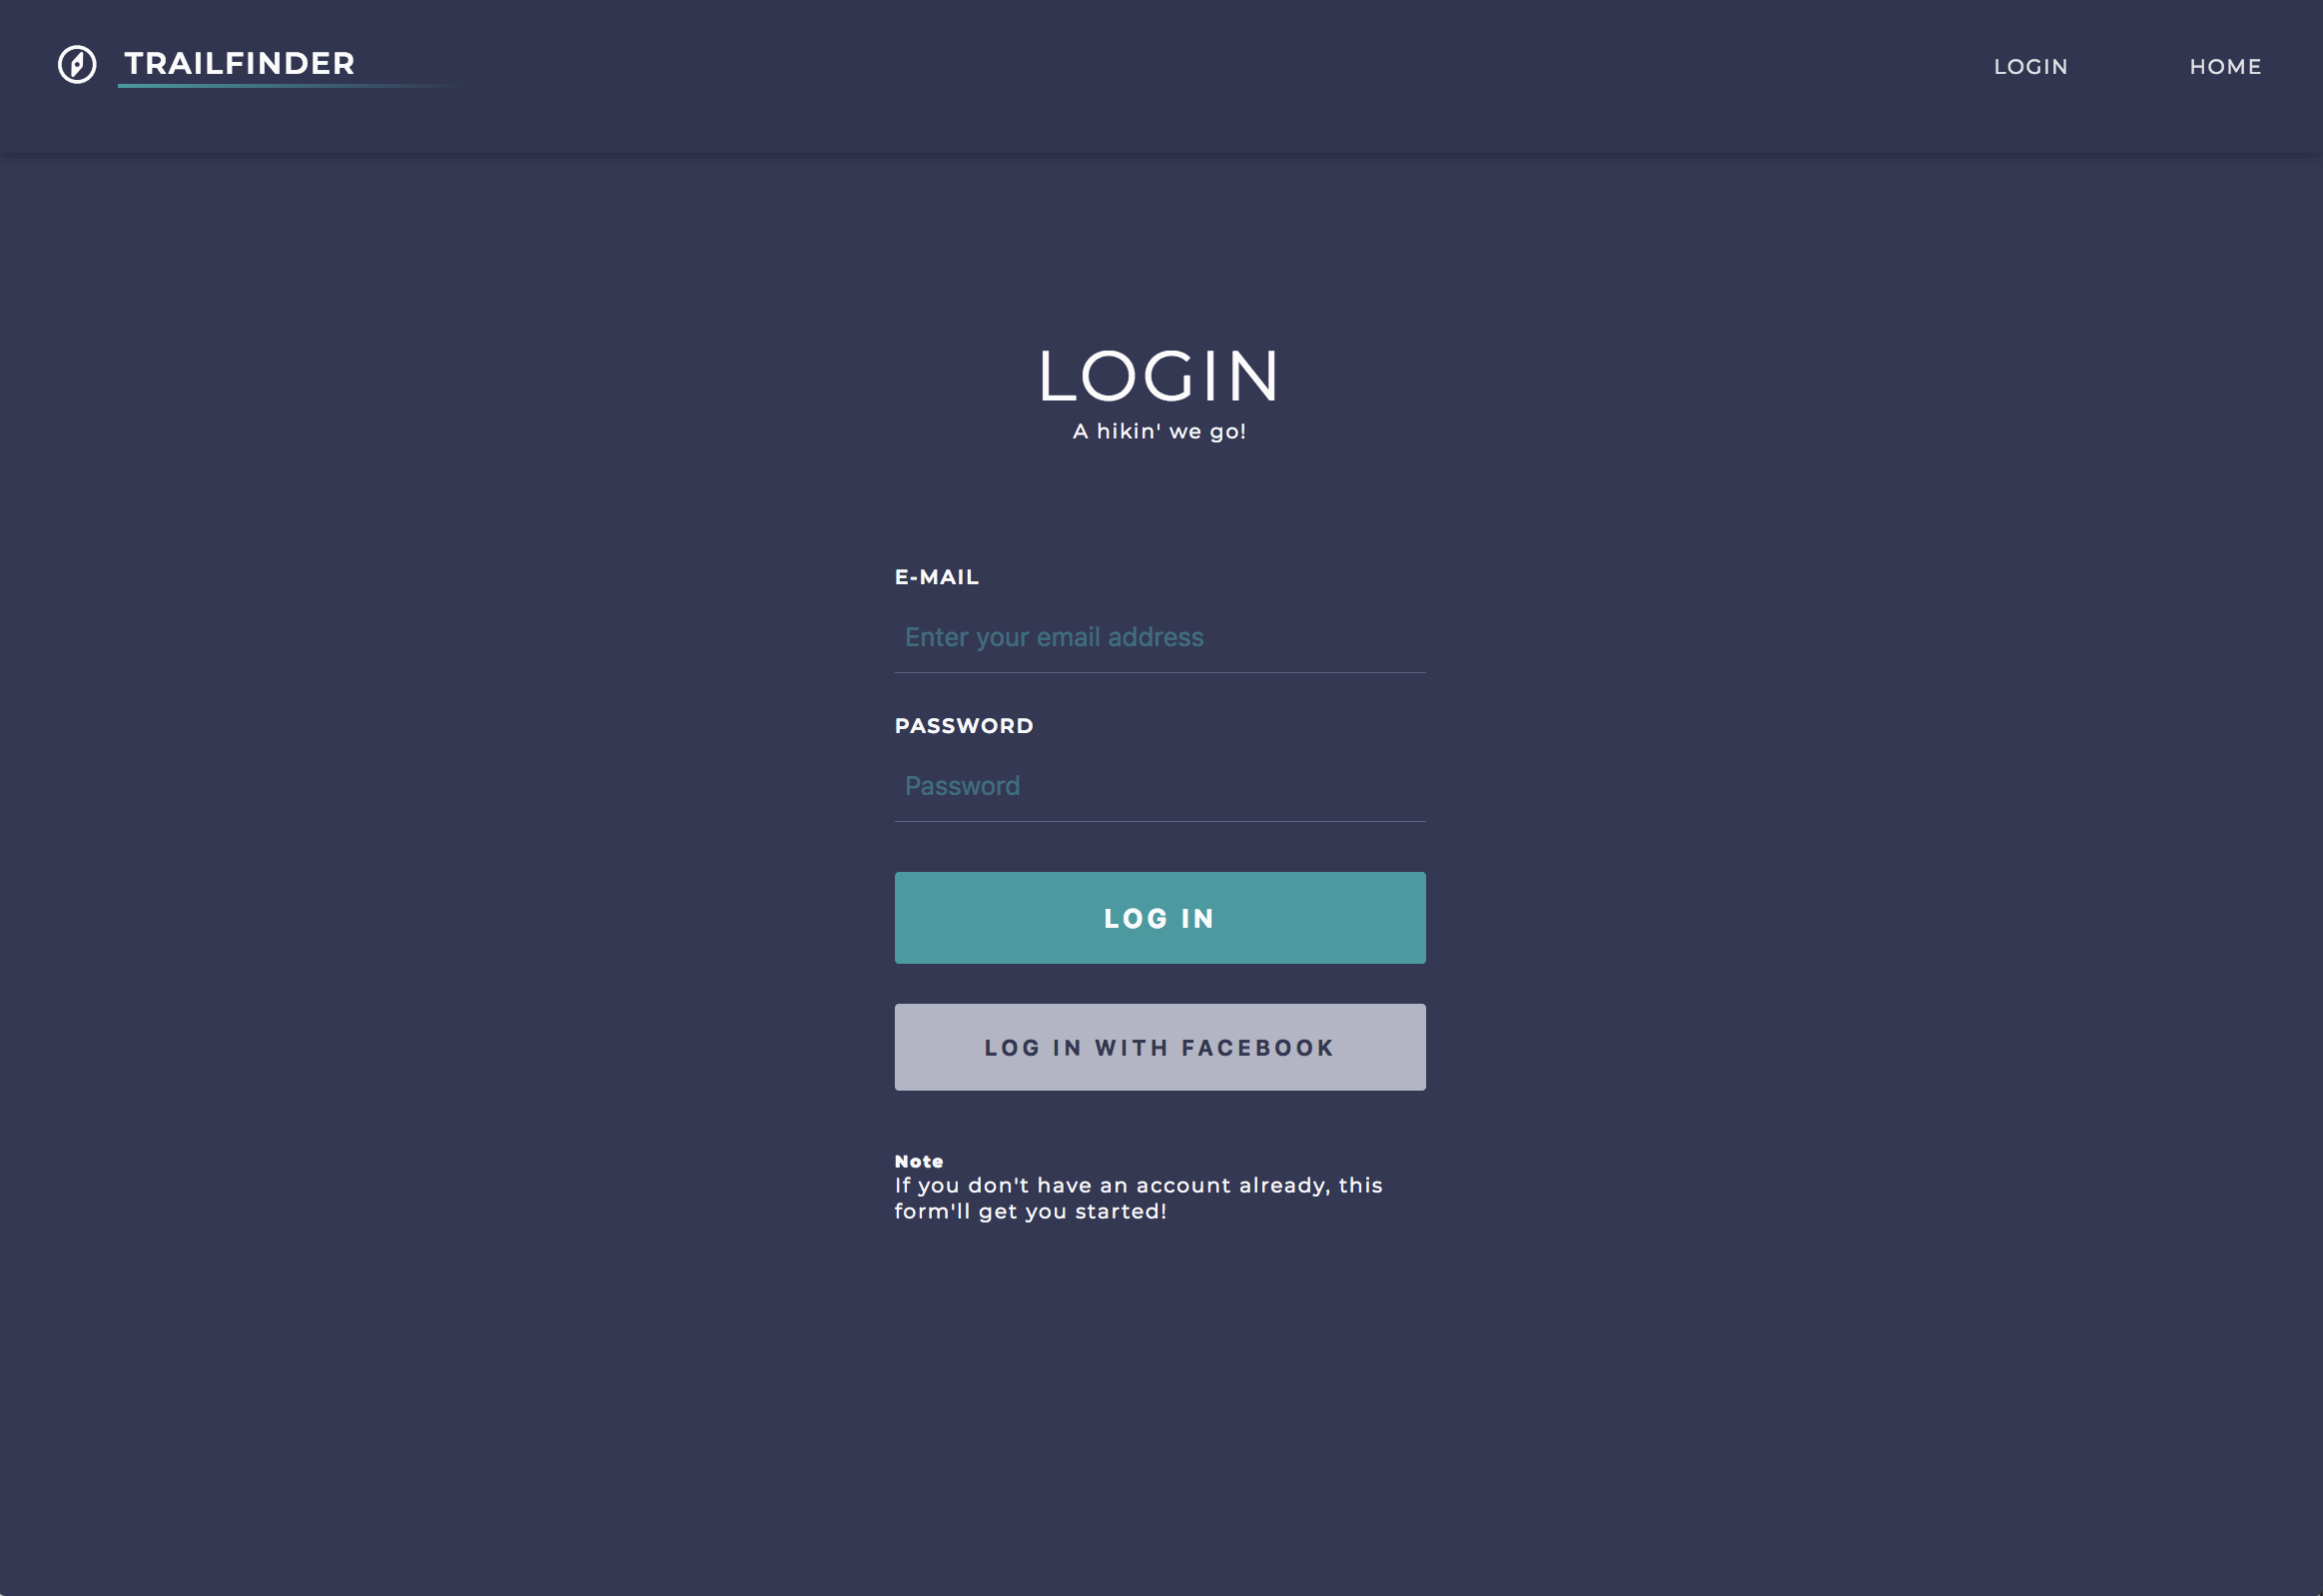 TRAILFINDER
LOGIN
HOME
LOGIN
A hikin' we go!
E-MAIL
Enter your email address
PASSWORD
Password
LOG IN
LOG IN WITH FACEBOOK
Note
If you don't have an account already, this
form'll get you started!